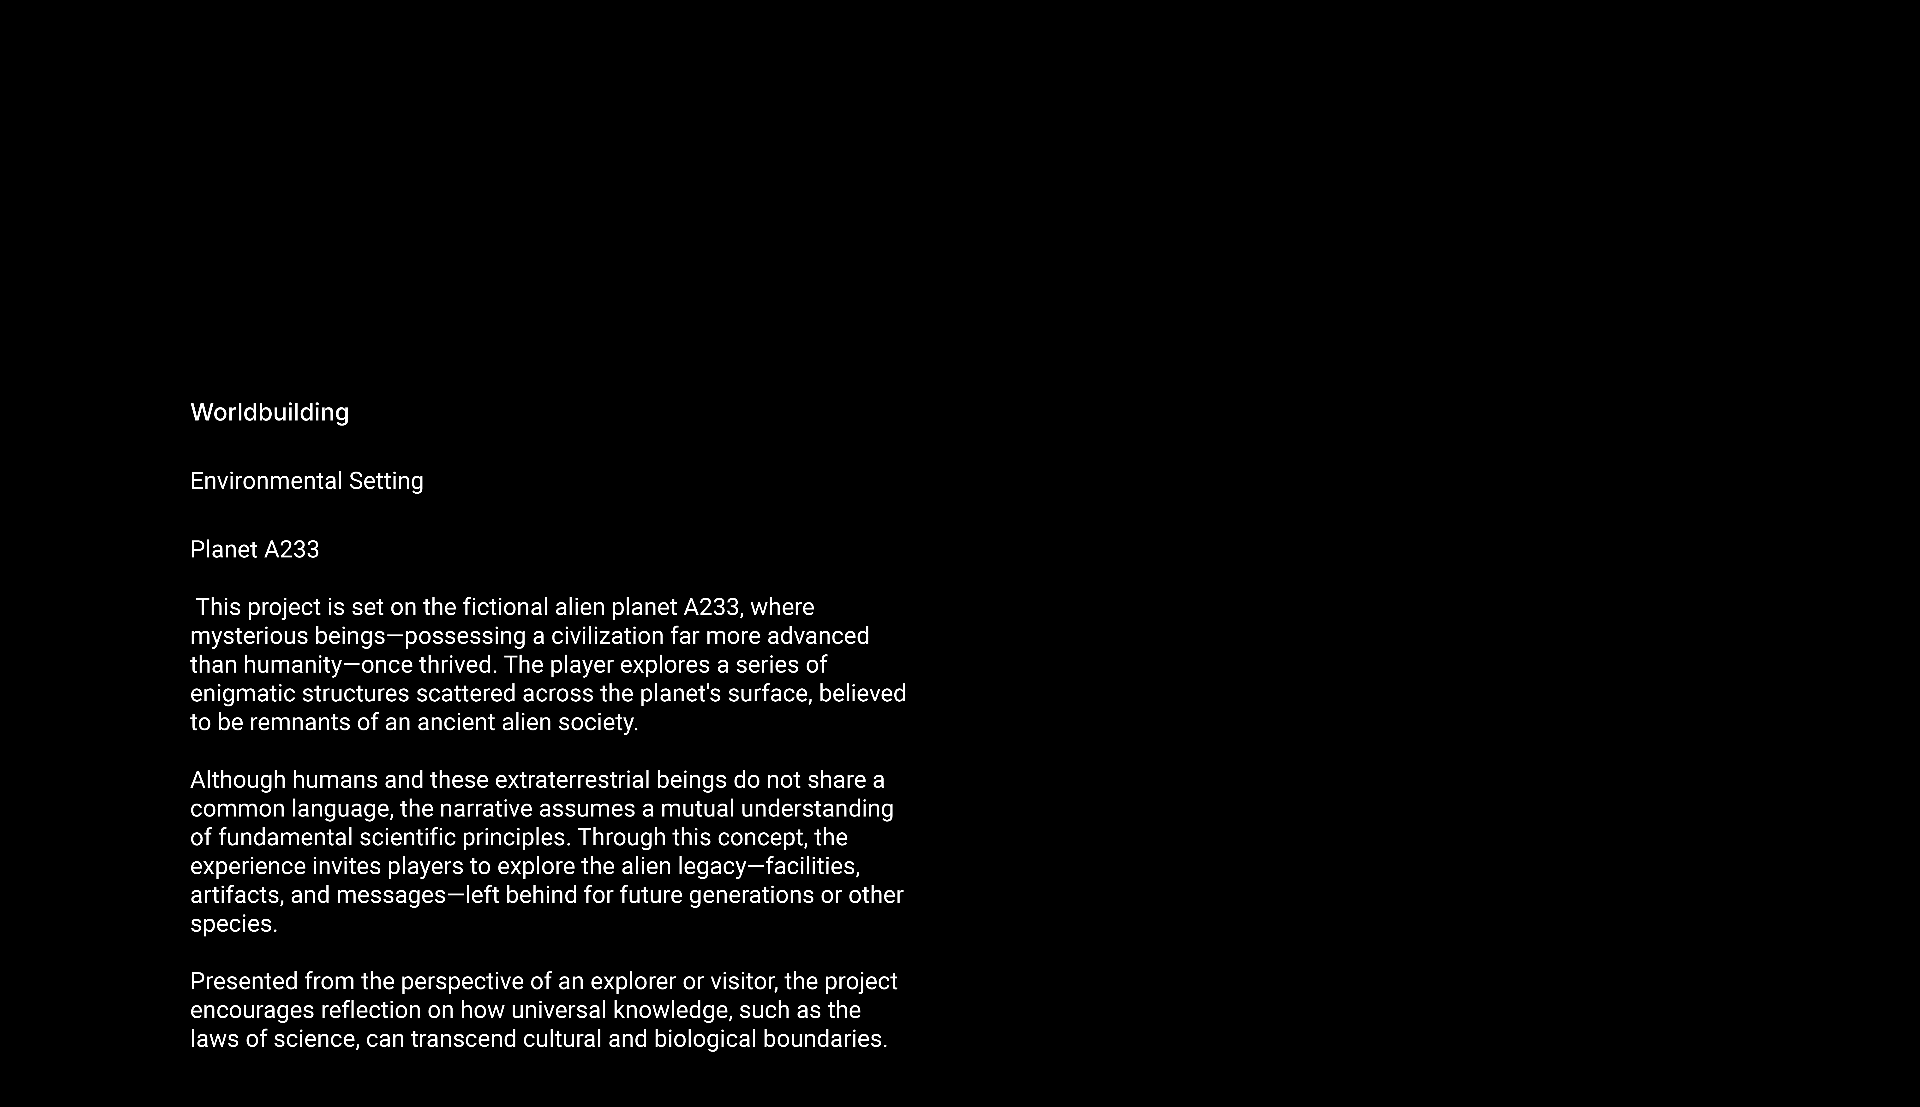 Worldbuilding
Environmental Setting
Planet A233
This project is set on the fictional alien planet A233, where
mysterious beings—possessing a civilization far more advanced
than humanity—once thrived. The player explores a series of
enigmatic structures scattered across the planet's surface, believed
to be remnants of an ancient alien society.
Although humans and these extraterrestrial beings do not share a
common language, the narrative assumes a mutual understanding
of fundamental scientific principles. Through this concept, the
experience invites players to explore the alien legacy—facilities,
artifacts, and messages—left behind for future generations or other
species.
Presented from the perspective of an explorer or visitor, the project
encourages reflection on how universal knowledge, such as the
laws of science, can transcend cultural and biological boundaries.